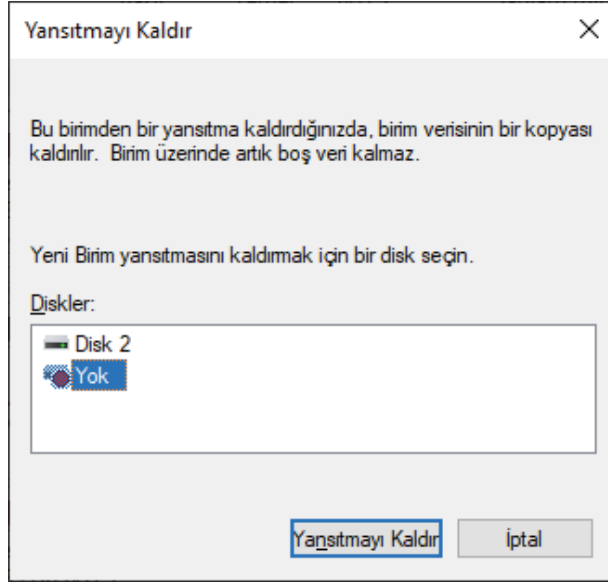 Yansıtmayı Kaldır
Bu birimden bir yansıtma kaldırdığınızda, birim verisinin bir kopyası
kaldırılır. Birim üzerinde artık boş veri kalmaz.
Yeni Birim yansıtmasını kaldırmak için bir disk seçin.
Diskler:
Disk 2
Yok
Yansıtmayı Kaldır
İptal